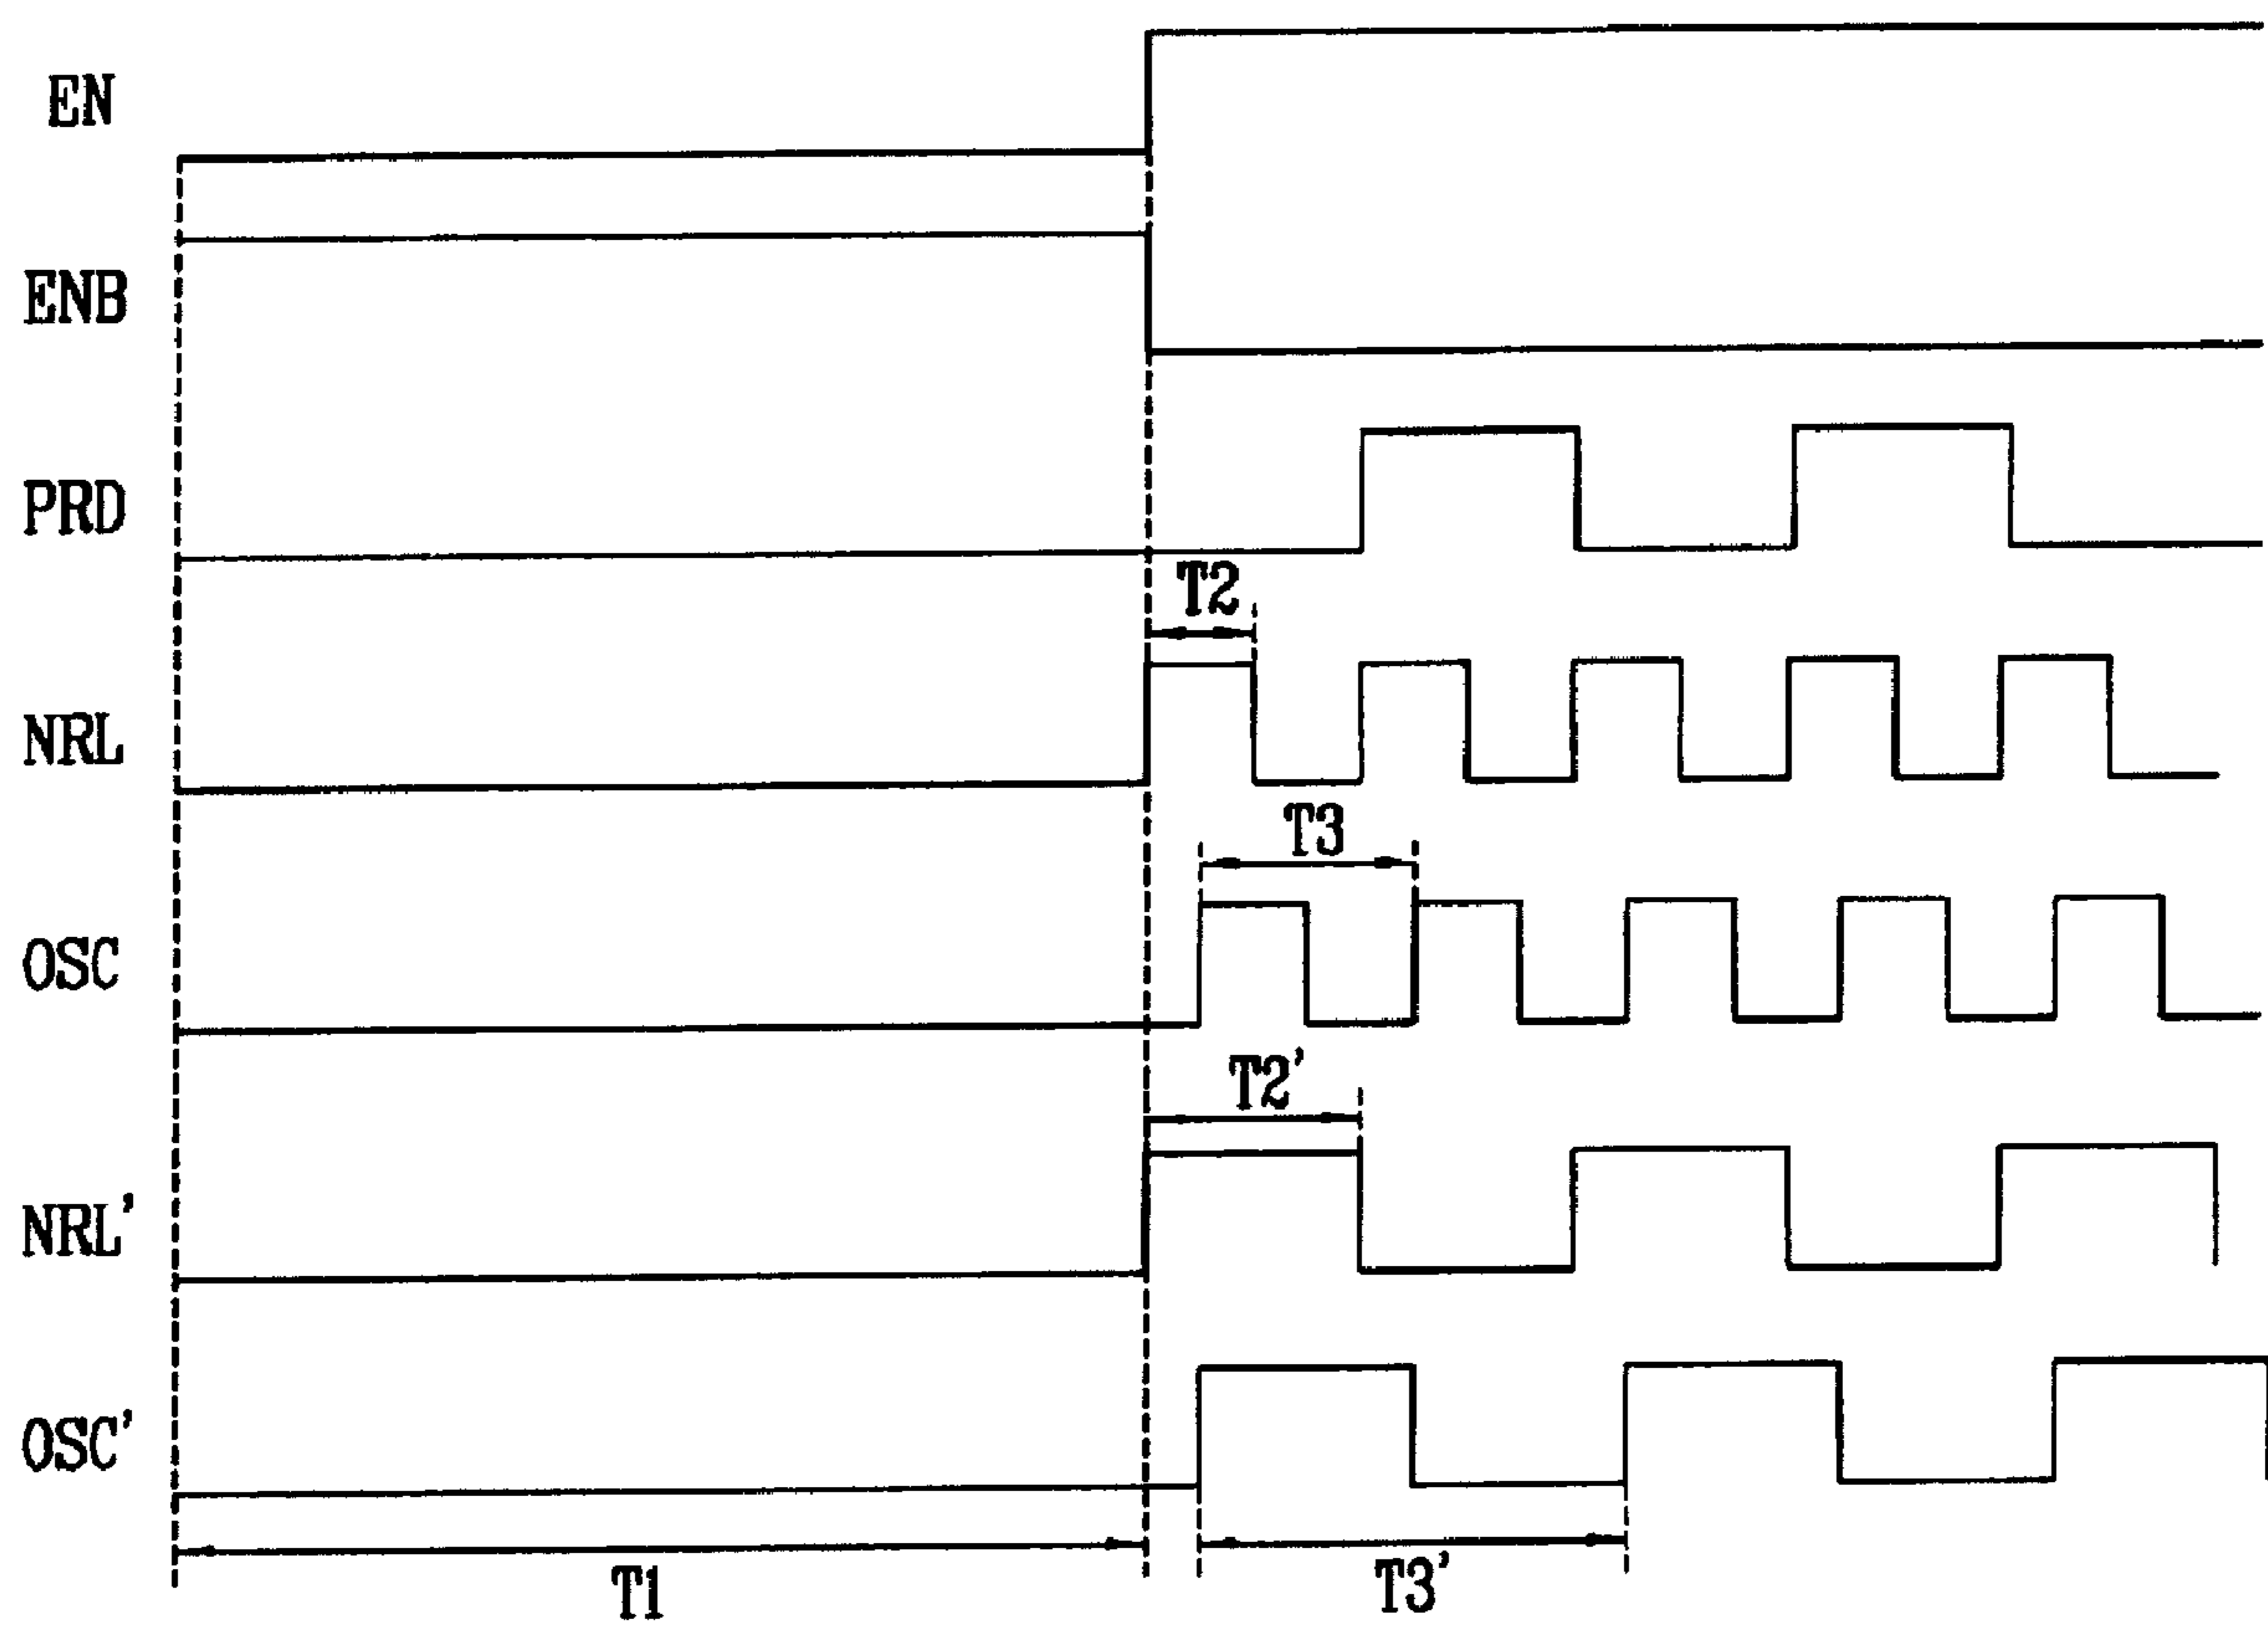 EN
ENB
PRD
T2
NRL
T3
OSC
T2'
NRL'
OSC'
T1
T3'